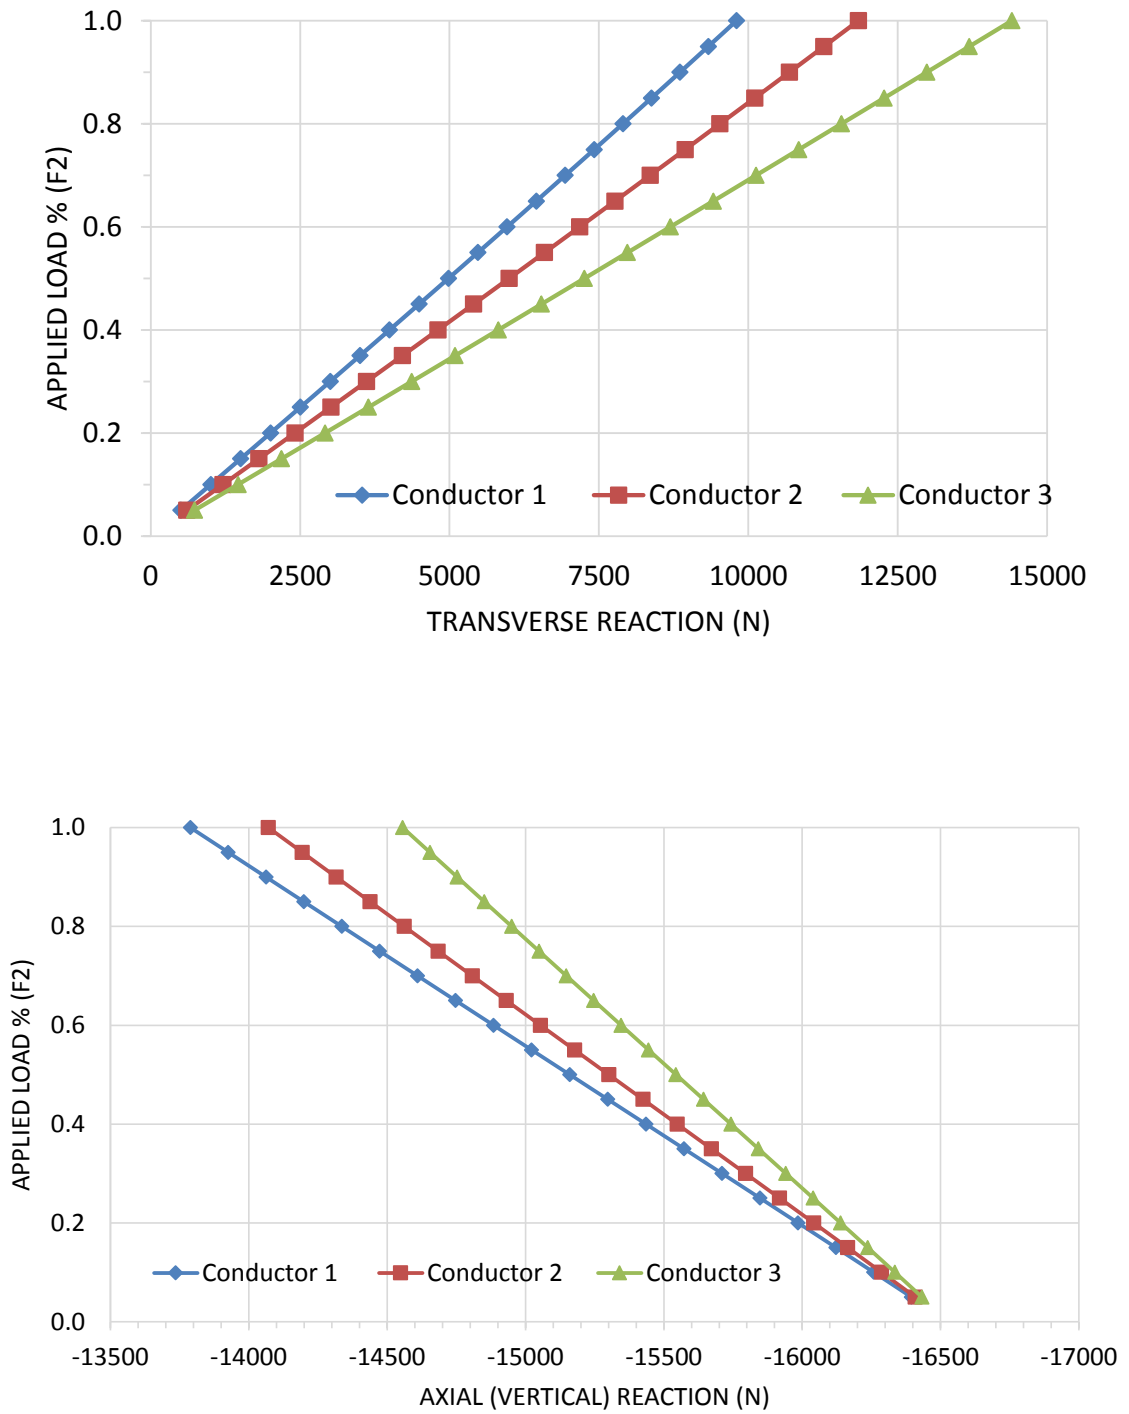 1.0
0.8
0.6
0.4
0.2
0.0
APPLIED LOAD % (F2)
Conductor 1 Conductor 2 Conductor 3
0 2500 5000 7500 10000 12500 15000
TRANSVERSE REACTION (N)
1.0
0.8
0.6
0.4
0.2
0.0
APPLIED LOAD % (F2)
Conductor 1 Conductor 2 Conductor 3
-13500 -14000 -14500 -15000 -15500 -16000 -16500 -17000
AXIAL (VERTICAL) REACTION (N)